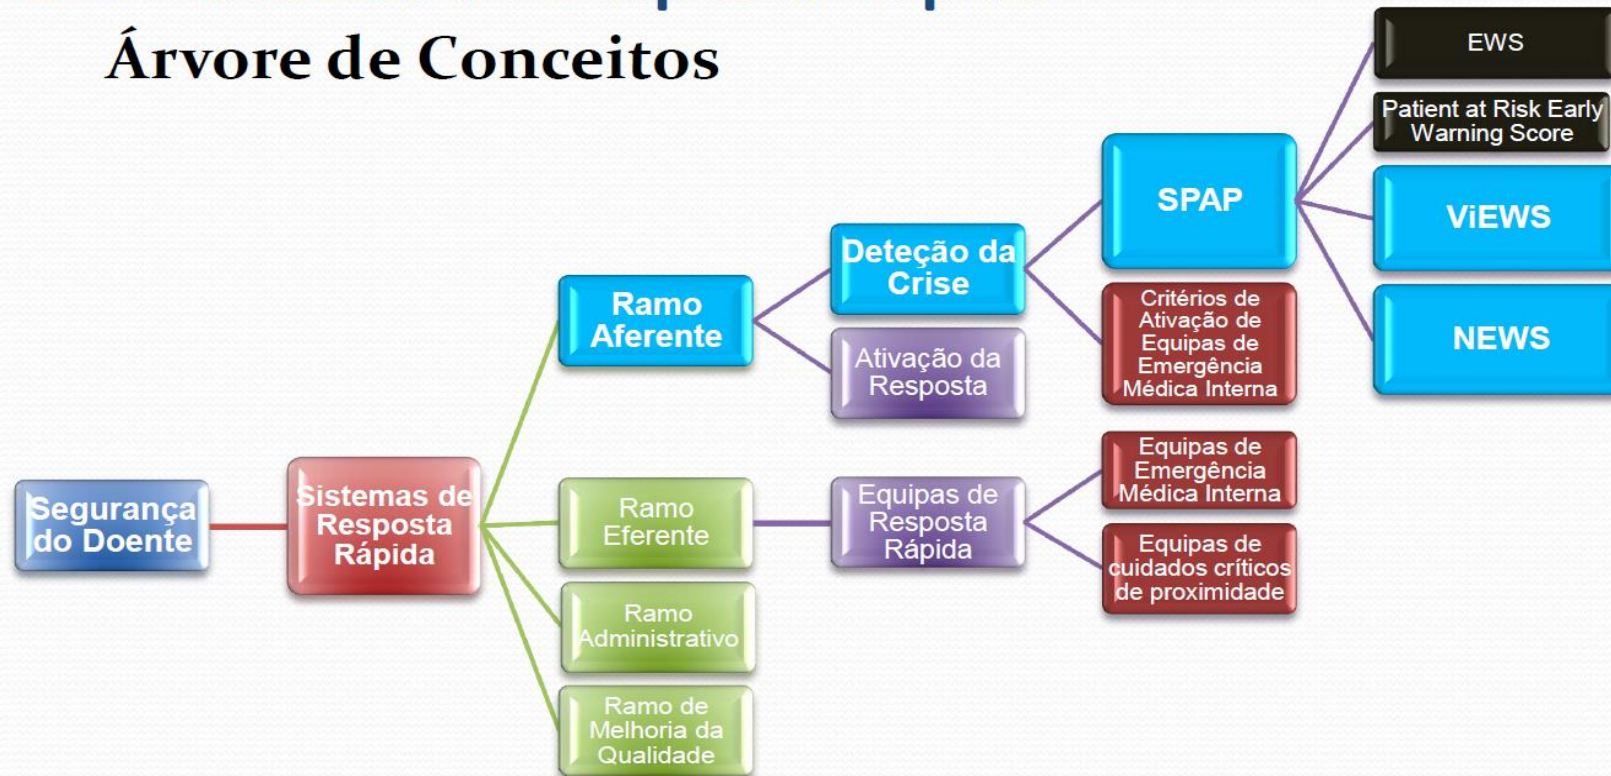 Árvore de Conceitos
Segurança
do Doente
Sistemas de
Resposta
Rápida
Ramo
Aferente
Deteção da
Crise
SPAP
EWS
Patient at Risk Early
Warning Score
ViEWS
NEWS
Critérios de
Ativação de
Equipas de
Emergência
Médica Interna
Ativação da
Resposta
Ramo
Eferente
Equipas de
Resposta
Rápida
Equipas de
Emergência
Médica Interna
Equipas de
cuidados críticos
de proximidade
Ramo
Administrativo
Ramo de
Melhoria da
Qualidade